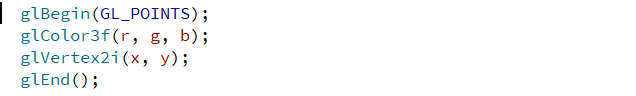 glBegin(GL_POINTS);
glColor3f(r, g, b);
glVertex2i(x, y);
glEnd();